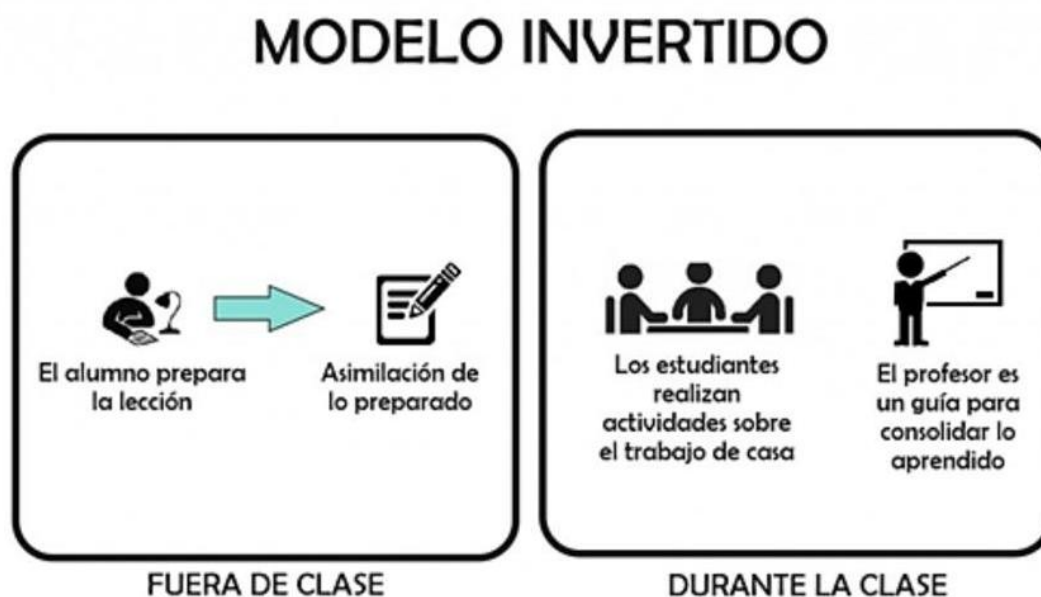 MODELO INVERTIDO
El alumno prepara
la lección
Asimilación de
lo preparado
FUERA DE CLASE
Los estudiantes
realizan
actividades sobre
el trabajo de casa
El profesor es
un guía para
consolidar lo
aprendido
DURANTE LA CLASE